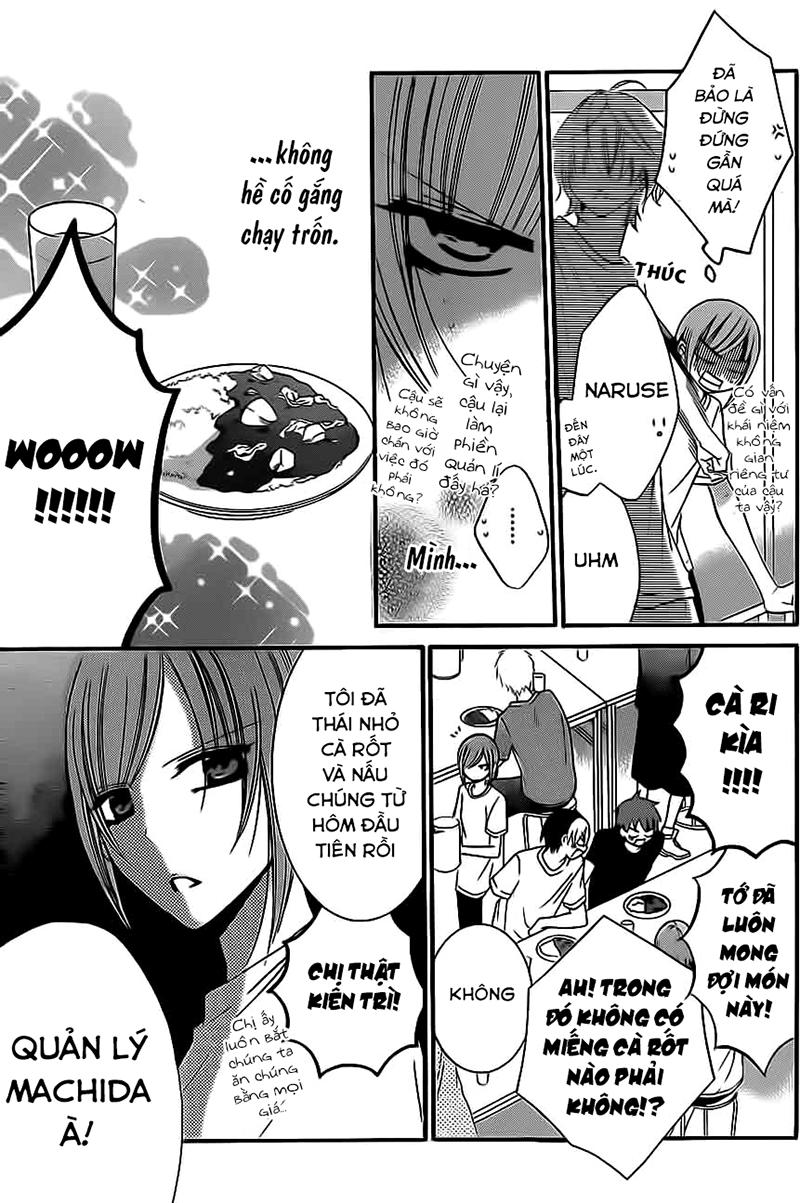 ĐÃ
BẢO LÀ
ĐỪNG
ĐỨNG
GẦN
QUÁ
MÀ!
THÚC
NARUSE
ĐẾN
ĐÂY
MỘT
LÚC.
Có vấn
đề gì với
khái niệm
không
gian
riêng tư
của cậu
ta vậy?
UHM
Chuyện
gì vậy,
cậu lại
làm
phiền
quản lí
đấy hả?
Cậu sẽ
không
bao giờ
chán với
việc đó
phải
không?
........
Mình...
...không
hề cố gắng
chạy trốn.
WOOOW
!!!!!!
CÀ RI
KÌA
!!!!
TỚ ĐÃ
LUÔN
MONG
ĐỢI MÓN
NÀY!
AH! TRONG
ĐÓ KHÔNG CÓ
MIẾNG CÀ RỐT
NÀO PHẢI
KHÔNG!?
KHÔNG
TÔI ĐÃ
THÁI NHỎ
CÀ RỐT
VÀ NẤU
CHÚNG TỪ
HÔM ĐẦU
TIÊN RỒI
CHỊ THẬT
KIÊN TRÌ!
Chị ấy
luôn bắt
chúng ta
ăn chúng
bằng mọi
giá...
QUẢN LÝ
MACHIDA
À!